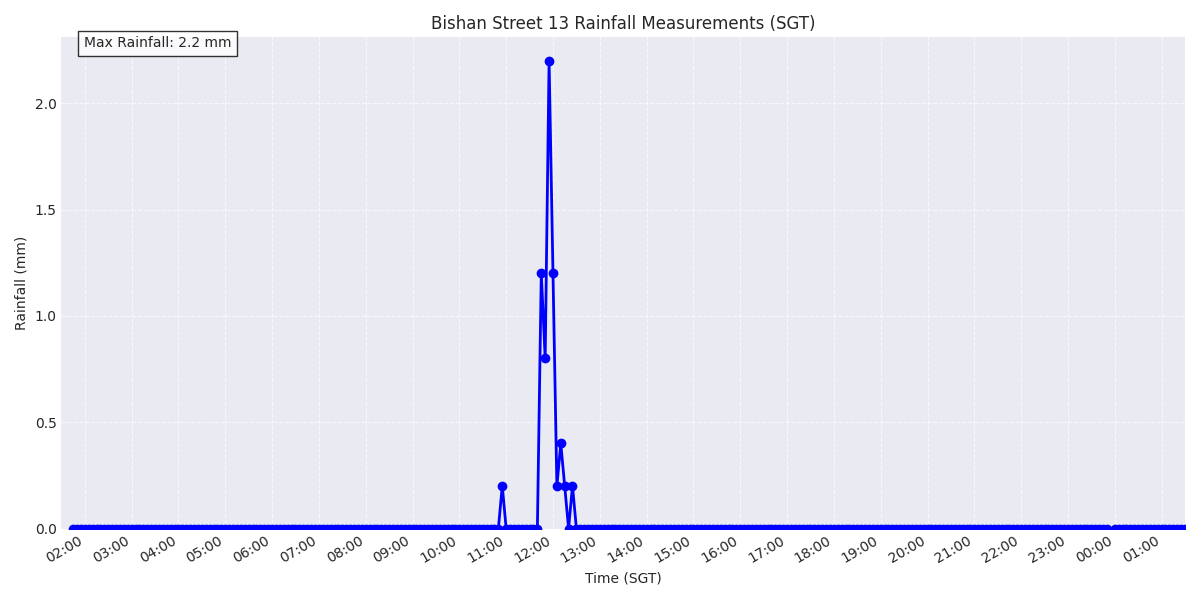 Bishan Street 13 Rainfall Measurements (SGT)
Max Rainfall: 2.2 mm
Rainfall (mm)
2.0
1.5
1.0
0.5
0.0
02:00 03:00 04:00 05:00 06:00 07:00 08:00 09:00 10:00 11:00 12:00 13:00 14:00 15:00 16:00 17:00 18:00 19:00 20:00 21:00 22:00 23:00 00:00 01:00
Time (SGT)